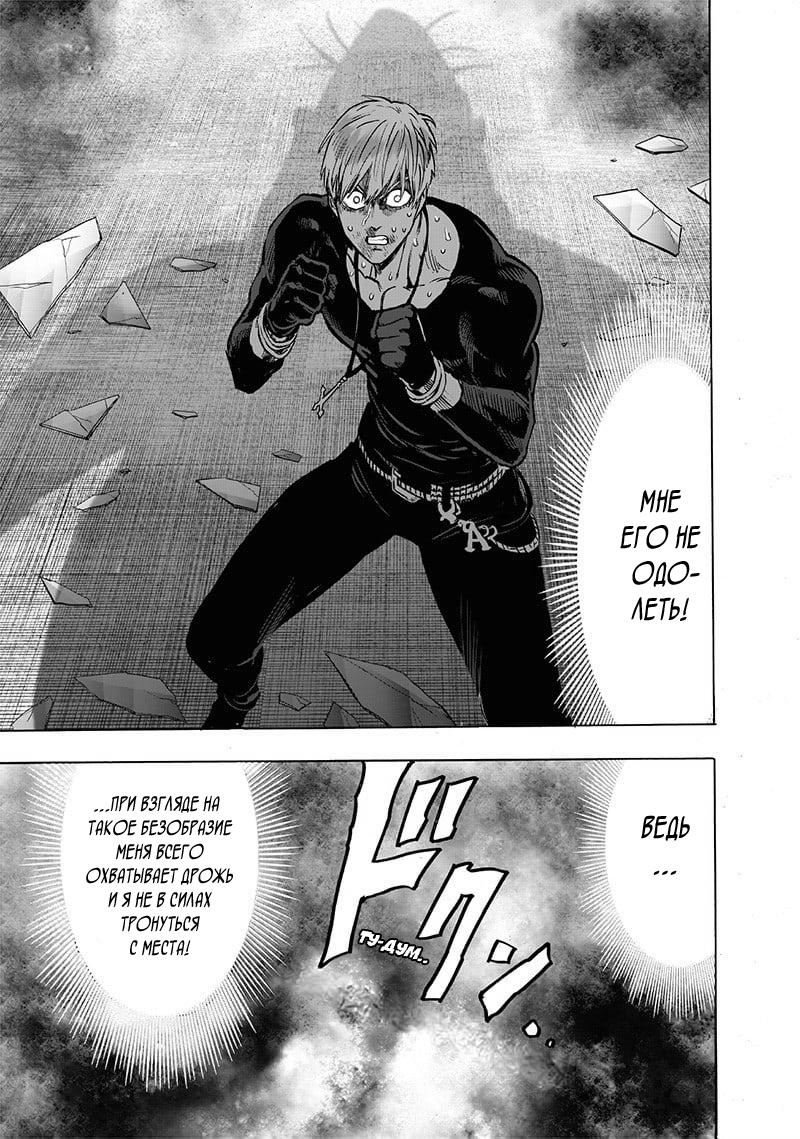 МНЕ
ЕГО НЕ
ОДО-
ЛЕТЬ!
ВЕДЬ
...
ドクン..
ТУ-ДУМ..
...ПРИ ВЗГЛЯДЕ НА
ТАКОЕ БЕЗОБРАЗИЕ
МЕНЯ ВСЕГО
ОХВАТЫВАЕТ ДРОЖЬ
И Я НЕ В СИЛАХ
ТРОНУТЬСЯ
С МЕСТА!
A